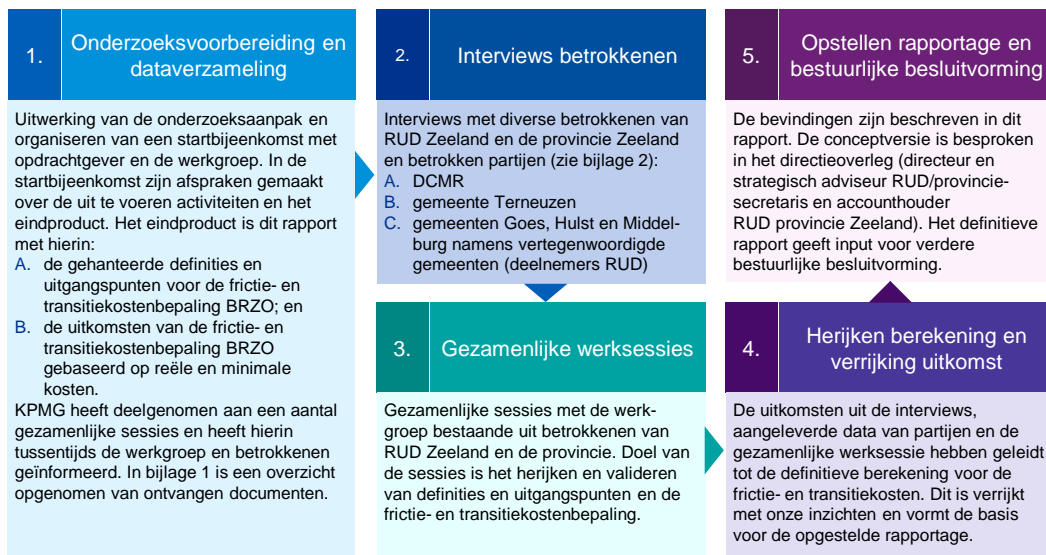 1.
Onderzoeksvoorbereiding en
dataverzameling
Uitwerking van de onderzoeksaanpak en
organiseren van een startbijeenkomst met
opdrachtgever en de werkgroep. In de
startbijeenkomst zijn afspraken gemaakt
over de uit te voeren activiteiten en het
eindproduct. Het eindproduct is dit rapport
met hierin:
A. de gehanteerde definities en
uitgangspunten voor de frictie- en
transitiekostenbepaling BRZO; en
B. de uitkomsten van de frictie- en
transitiekostenbepaling BRZO
gebaseerd op reële en minimale
kosten.
KPMG heeft deelgenomen aan een aantal
gezamenlijke sessies en heeft hierin
tussentijds de werkgroep en betrokkenen
geïnformeerd. In bijlage 1 is een overzicht
opgenomen van ontvangen documenten.
2.
Interviews betrokkenen
Interviews met diverse betrokkenen van
RUD Zeeland en de provincie Zeeland
en betrokken partijen (zie bijlage 2):
A. DCMR
B. gemeente Terneuzen
C. gemeenten Goes, Hulst en Middel-
burg namens vertegenwoordigde
gemeenten (deelnemers RUD)
3.
Gezamenlijke werksessies
Gezamenlijke sessies met de werk-
groep bestaande uit betrokkenen van
RUD Zeeland en de provincie. Doel van
de sessies is het herijken en valideren
van definities en uitgangspunten en de
frictie- en transitiekostenbepaling.
4.
Herijken berekening en
verrijking uitkomst
De uitkomsten uit de interviews,
aangeleverde data van partijen en de
gezamenlijke werksessie hebben geleidt
tot de definitieve berekening voor de
frictie- en transitiekosten. Dit is verrijkt
met onze inzichten en vormt de basis
voor de opgestelde rapportage.
5.
Opstellen rapportage en
bestuurlijke besluitvorming
De bevindingen zijn beschreven in dit
rapport. De conceptversie is besproken
in het directieoverleg (directeur en
strategisch adviseur RUD/provincie-
secretaris en accounthouder
RUD provincie Zeeland). Het definitieve
rapport geeft input voor verdere
bestuurlijke besluitvorming.